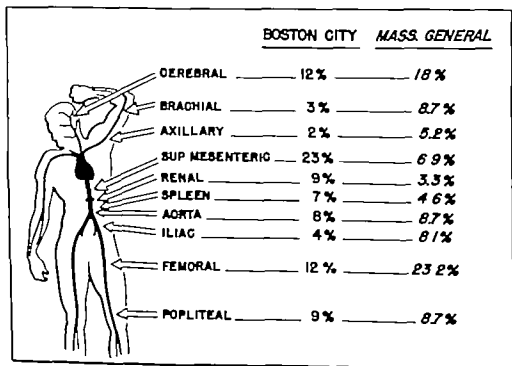 BOSTON CITY MASS. GENERAL
CEREBRAL 12% 18%
BRACHIAL 3% 8.7%
AXILLARY 2% 5.2%
SUP MESENTERIC 23% 6.9%
RENAL 9% 3.3%
SPLEEN 7% 4.6%
AORTA 8% 8.7%
ILIAC 4% 8.1%
FEMORAL 12% 23.2%
POPLITEAL 9% 8.7%